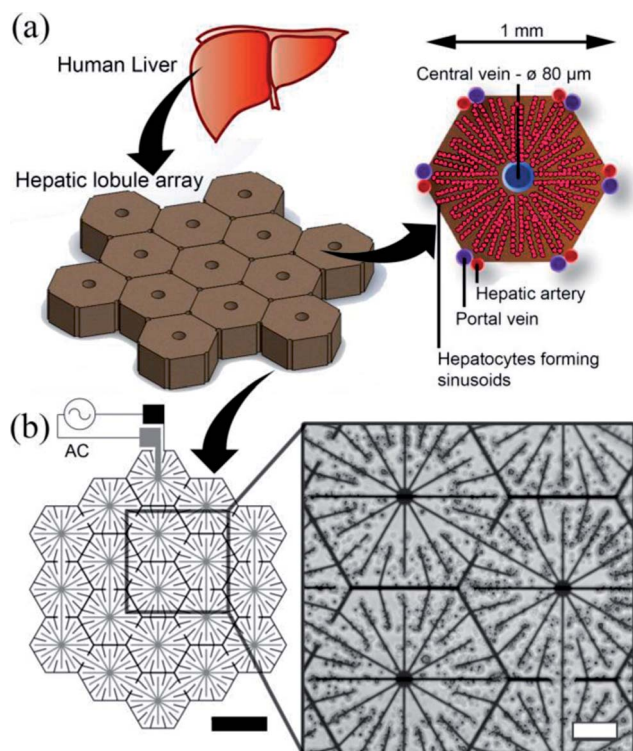 (a)
Human Liver
Hepatic lobule array
1 mm
Central vein - ø 80 µm
Hepatic artery
Portal vein
Hepatocytes forming
sinusoids
(b)
AC